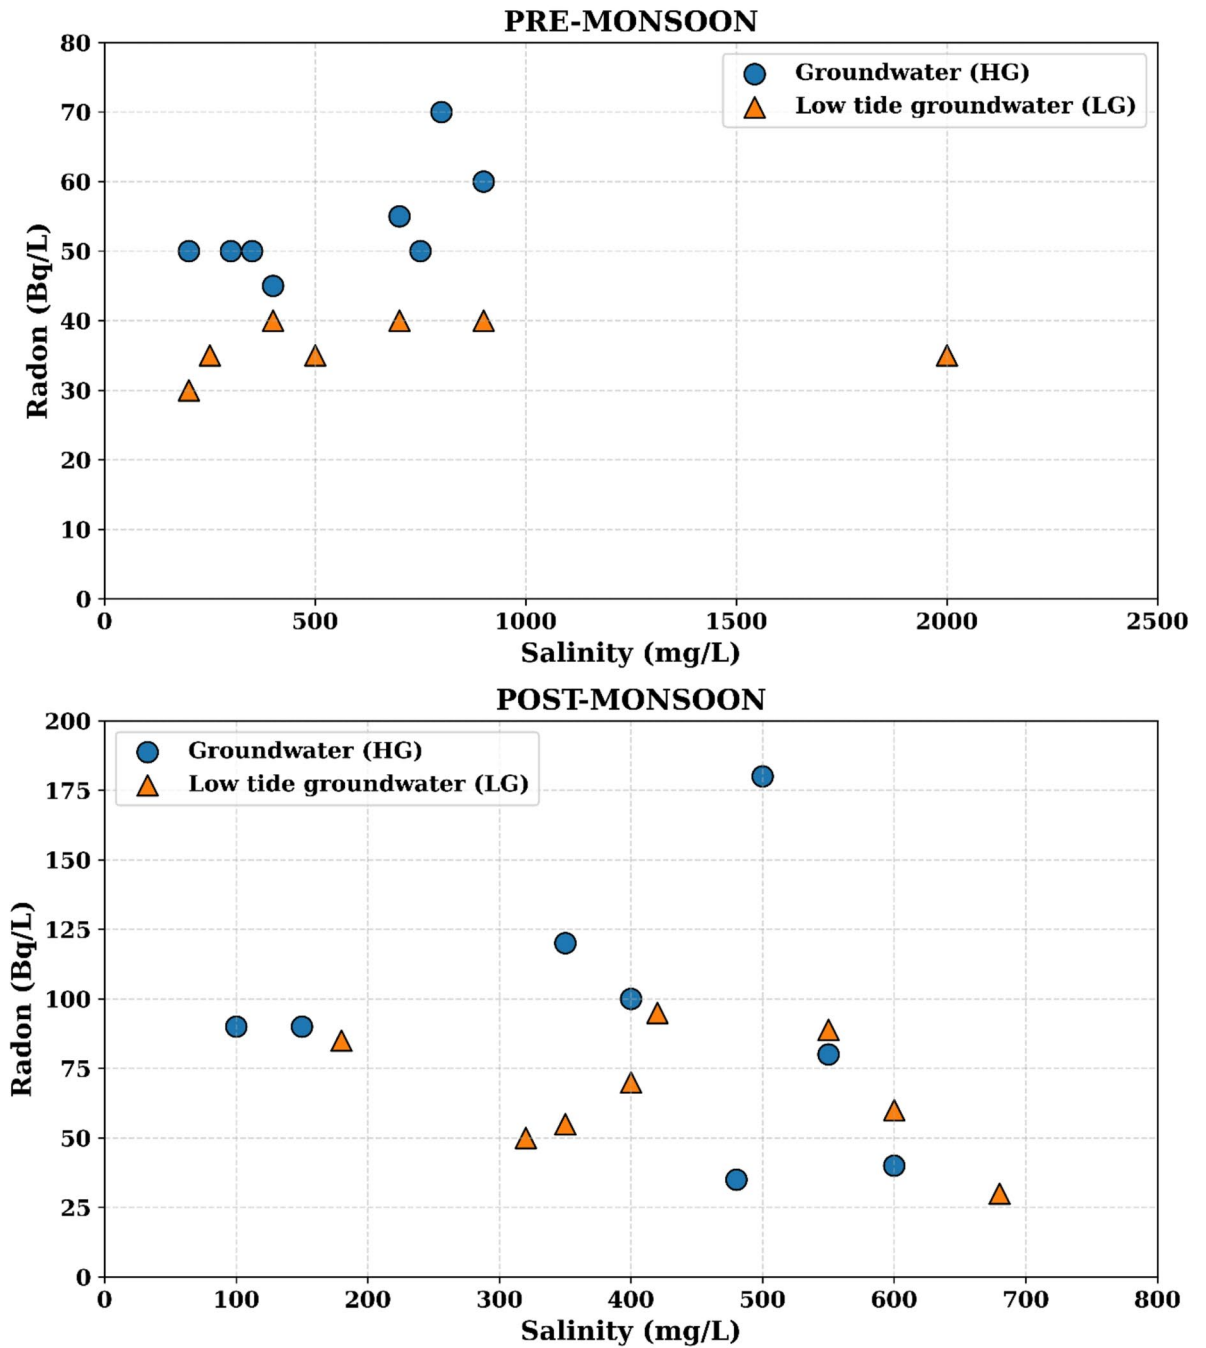 PRE-MONSOON
80
70
60
50
40
30
20
10
0
Radon (Bq/L)
Groundwater (HG)
Low tide groundwater (LG)
0 500 1000 1500 2000 2500
Salinity (mg/L)
POST-MONSOON
200
175
150
125
100
75
50
25
0
Radon (Bq/L)
Groundwater (HG)
Low tide groundwater (LG)
0 100 200 300 400 500 600 700 800
Salinity (mg/L)